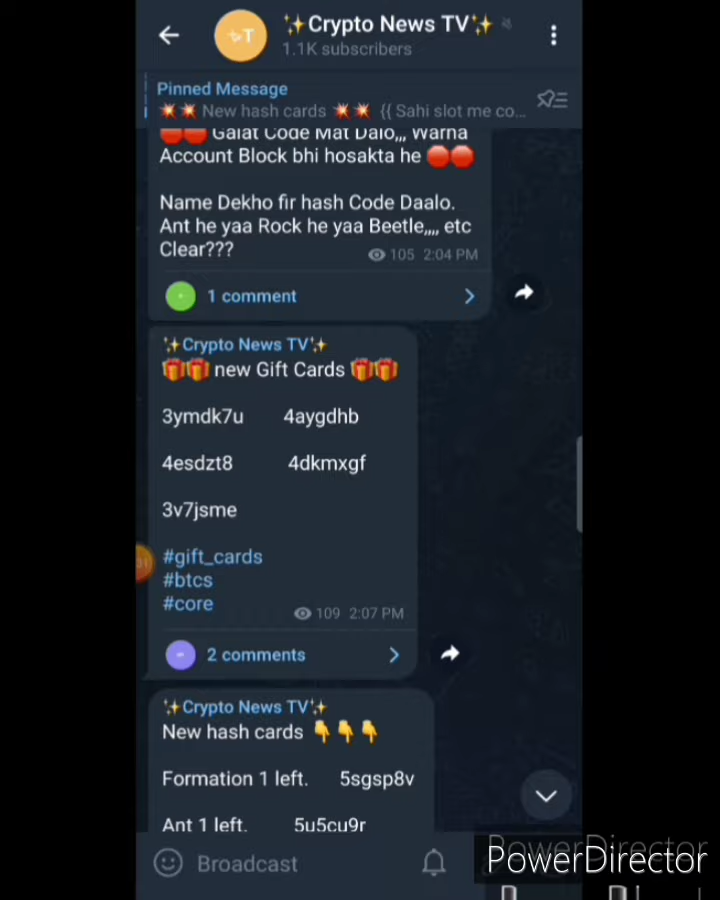 ✨Crypto News TV✨
1.1K subscribers
Pinned Message
💥💥 New hash cards 💥💥 {{ Sahi slot me co...
🛑🛑 Galat Code Mat Dalo,,, Warna
Account Block bhi hosakta he 🛑🛑
Name Dekho fir hash Code Daalo.
Ant he yaa Rock he yaa Beetle,,,, etc
Clear???
105 2:04 PM
1 comment
✨Crypto News TV✨
🎁🎁 new Gift Cards 🎁🎁
3ymdk7u 4aygdhb
4esdzt8 4dkmxgf
3v7jsme
#gift_cards
#btcs
#core
109 2:07 PM
2 comments
✨Crypto News TV✨
New hash cards 👇👇👇
Formation 1 left. 5sgsp8v
Ant 1 left. 5u5cu9r
Broadcast
PowerDirector